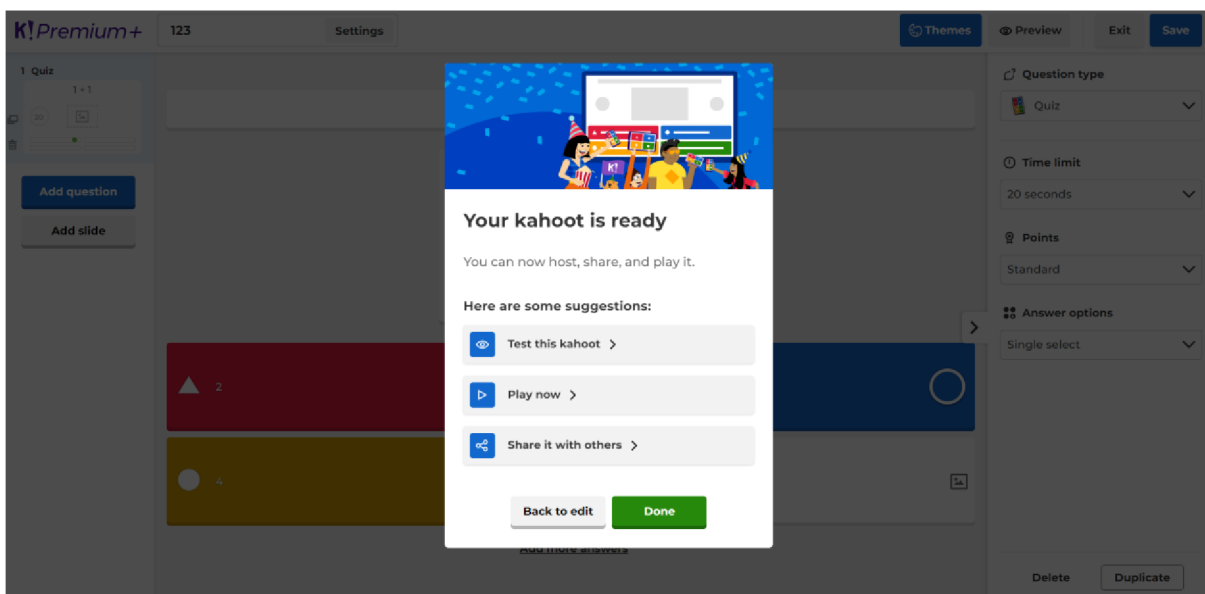 K! Premium+
123
Settings
Themes
Preview
Exit
Save
1 Quiz
1 + 1
20
Add question
Add slide
K!
Your kahoot is ready
You can now host, share, and play it.
Here are some suggestions:
Test this kahoot
Play now
Share it with others
Back to edit
Done
2
4
Add more answers
Question type
Quiz
Time limit
20 seconds
Points
Standard
Answer options
Single select
Delete
Duplicate